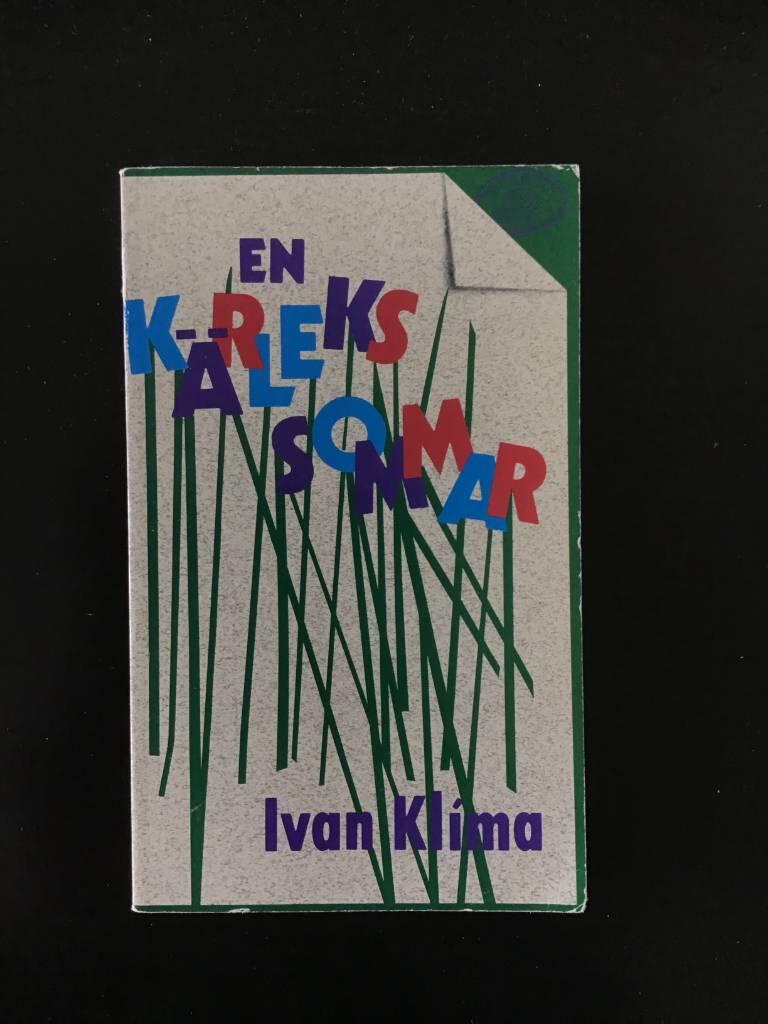 EN
KÄRLEKS
SOMMAR
Ivan Klíma